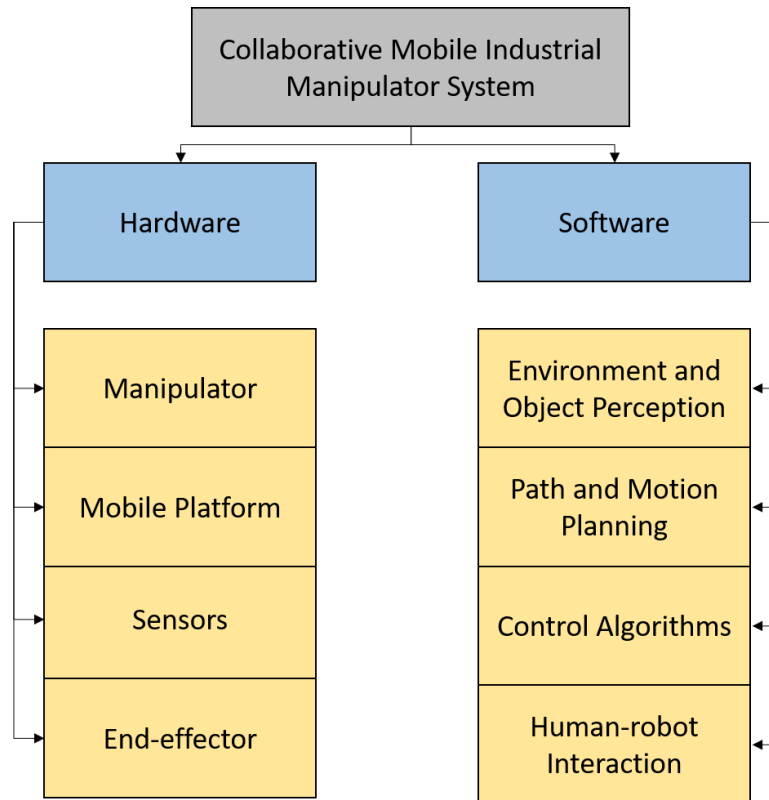 Collaborative Mobile Industrial
Manipulator System
Hardware
Software
Manipulator
Mobile Platform
Sensors
End-effector
Environment and
Object Perception
Path and Motion
Planning
Control Algorithms
Human-robot
Interaction